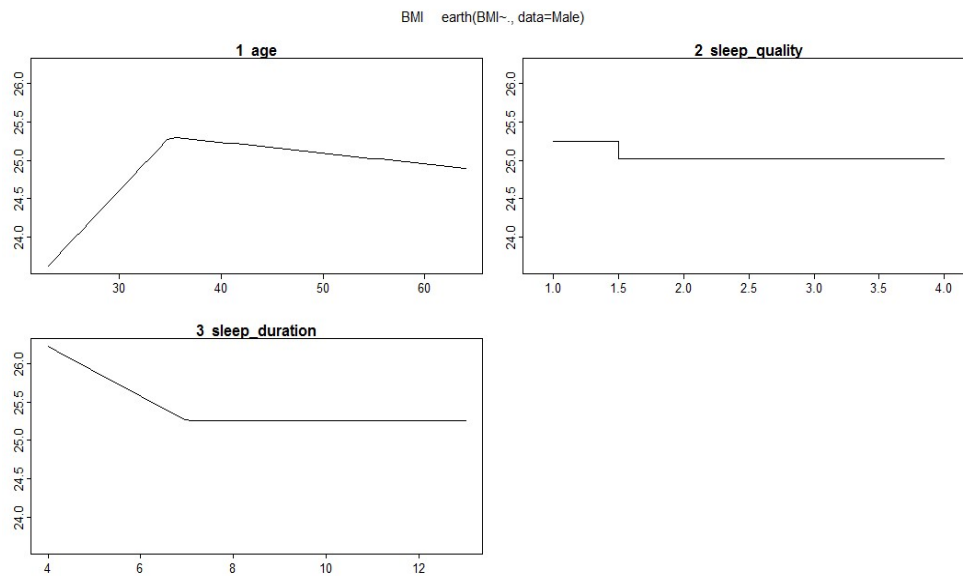 BMI earth(BMI~., data=Male)
1 age
2 sleep_quality
26.0
25.5
25.0
24.5
24.0
30 40 50 60
26.0
25.5
25.0
24.5
24.0
1.0 1.5 2.0 2.5 3.0 3.5 4.0
3 sleep_duration
26.0
25.5
25.0
24.5
24.0
4 6 8 10 12